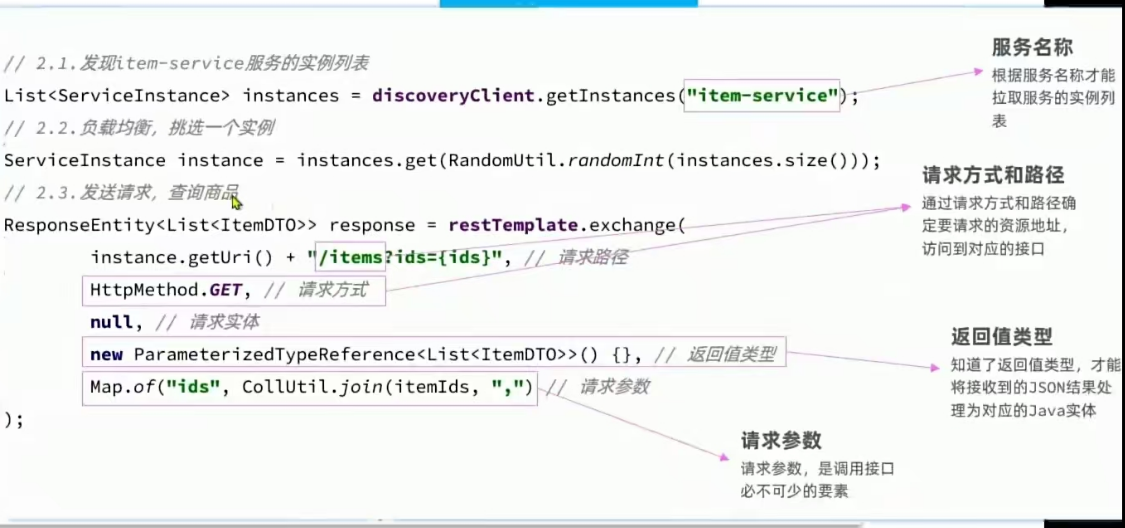 // 2.1.发现item-service服务的实例列表
List<ServiceInstance> instances = discoveryClient.getInstances("item-service");
// 2.2.负载均衡，挑选一个实例
ServiceInstance instance = instances.get(RandomUtil.randomInt(instances.size()));
// 2.3.发送请求，查询商品
ResponseEntity<List<ItemDTO>> response = restTemplate.exchange(
instance.getUri() + "/items?ids={ids}", // 请求路径
HttpMethod.GET, // 请求方式
null, // 请求实体
new ParameterizedTypeReference<List<ItemDTO>>() {}, // 返回值类型
Map.of("ids", CollUtil.join(itemIds, ",") // 请求参数
);
服务名称
根据服务名称才能
拉取服务的实例列
表
请求方式和路径
通过请求方式和路径确
定要请求的资源地址，
访问到对应的接口
返回值类型
知道了返回值类型，才能
将接收到的JSON结果处
理为对应的Java实体
请求参数
请求参数，是调用接口
必不可少的要素